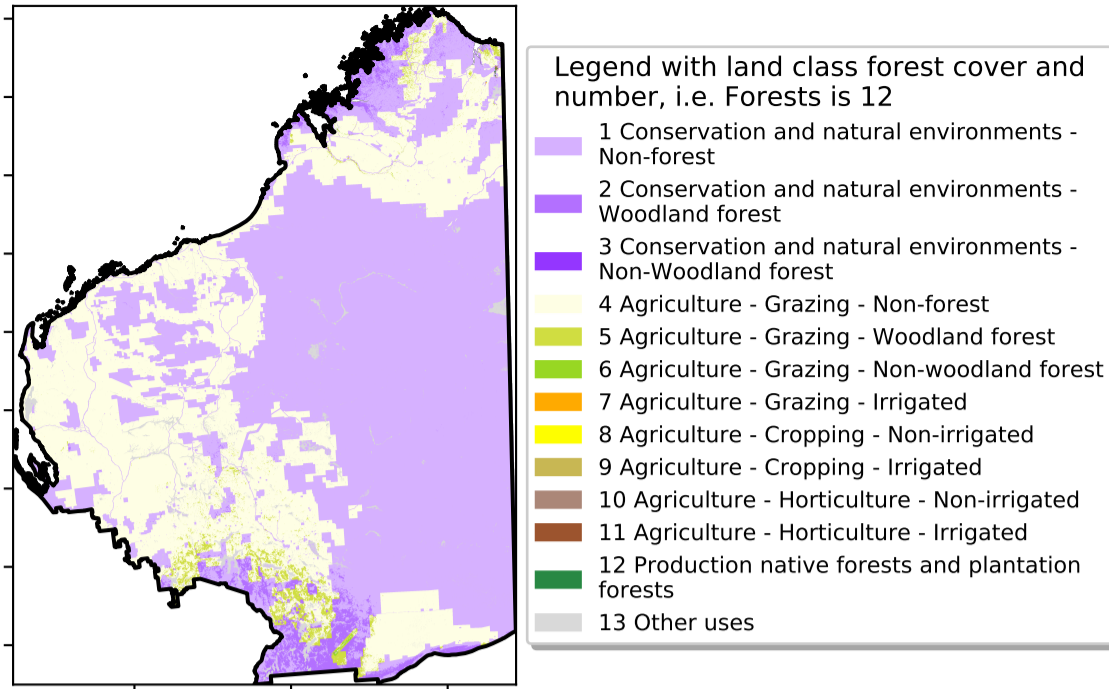 Legend with land class forest cover and
number, i.e. Forests is 12
1 Conservation and natural environments -
Non-forest
2 Conservation and natural environments -
Woodland forest
3 Conservation and natural environments -
Non-Woodland forest
4 Agriculture - Grazing - Non-forest
5 Agriculture - Grazing - Woodland forest
6 Agriculture - Grazing - Non-woodland forest
7 Agriculture - Grazing - Irrigated
8 Agriculture - Cropping - Non-irrigated
9 Agriculture - Cropping - Irrigated
10 Agriculture - Horticulture - Non-irrigated
11 Agriculture - Horticulture - Irrigated
12 Production native forests and plantation
forests
13 Other uses